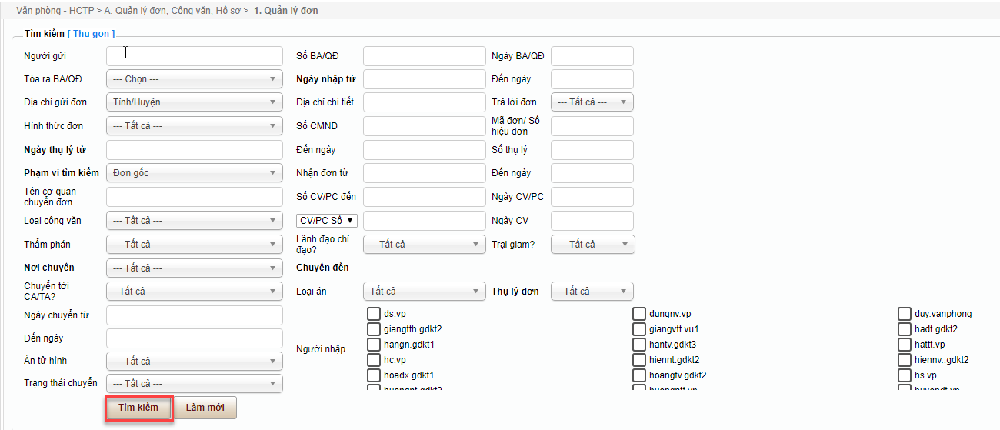 Văn phòng - HCTP > A. Quản lý đơn, Công văn, Hồ sơ > 1. Quản lý đơn
Tìm kiếm [ Thu gọn ]
Người gửi Số BA/QĐ Ngày BA/QĐ
Tòa ra BA/QĐ --- Chọn --- Ngày nhập từ Đến ngày
Địa chỉ gửi đơn Tỉnh/Huyện Địa chỉ chi tiết Trả lời đơn --- Tất cả ---
Hình thức đơn --- Tất cả --- Số CMND Mã đơn/ Số
hiệu đơn
Ngày thụ lý từ Đến ngày Số thụ lý
Phạm vi tìm kiếm Đơn gốc Nhận đơn từ Đến ngày
Tên cơ quan
chuyển đơn Số CV/PC đến Ngày CV/PC
Loại công văn --- Tất cả --- CV/PC Số Ngày CV
Thẩm phán --- Tất cả --- Lãnh đạo chỉ
đạo? ---Tất cả--- Trại giam? --- Tất cả ---
Nơi chuyển --- Tất cả --- Chuyển đến
Chuyển tới
CA/TA? --Tất cả-- Loại án Tất cả Thụ lý đơn --Tất cả--
Ngày chuyển từ
Đến ngày
Án tử hình --- Tất cả ---
Trạng thái chuyển --- Tất cả ---
Người nhập
ds.vp dungnv.vp duy.vanphong
giangtth.gdkt2 giangvtt.vu1 hadt.gdkt2
hangn.gdkt1 hantv.gdkt3 hattt.vp
hc.vp hiennt.gdkt2 hiennv..gdkt2
hoadx.gdkt1 hoangtv.gdkt2 hs.vp
Tìm kiếm Làm mới